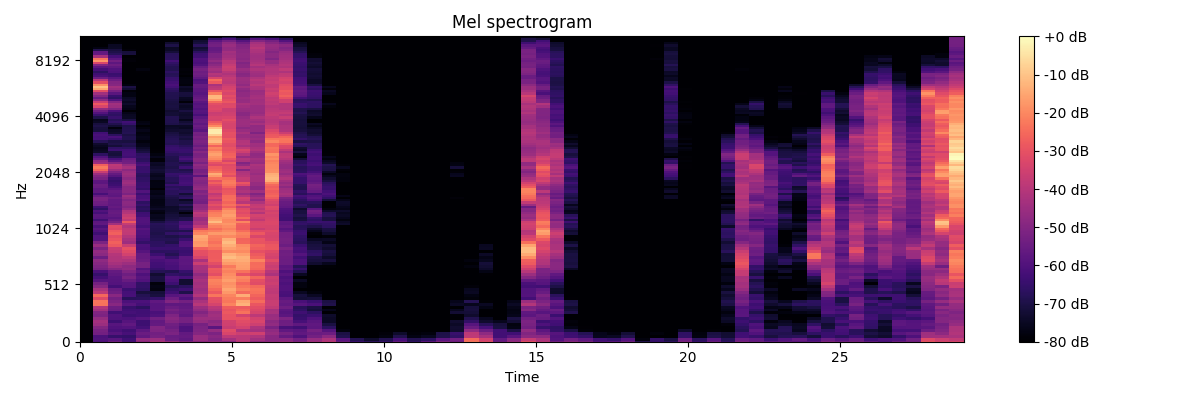 Mel spectrogram
Hz
8192
4096
2048
1024
512
0
0 5 10 15 20 25
Time
+0 dB
-10 dB
-20 dB
-30 dB
-40 dB
-50 dB
-60 dB
-70 dB
-80 dB